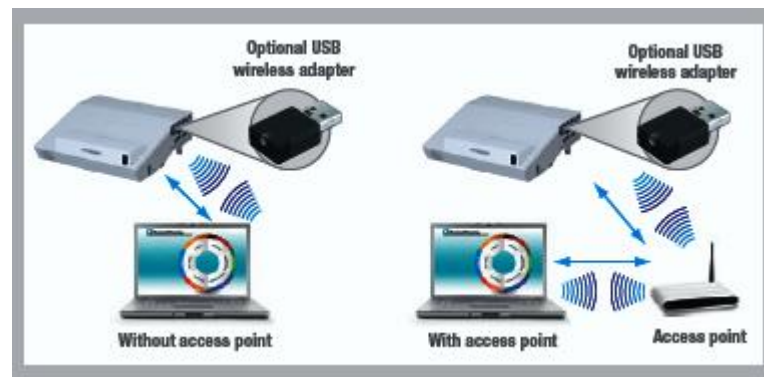 Optional USB
wireless adapter
Optional USB
wireless adapter
Without access point
With access point
Access point